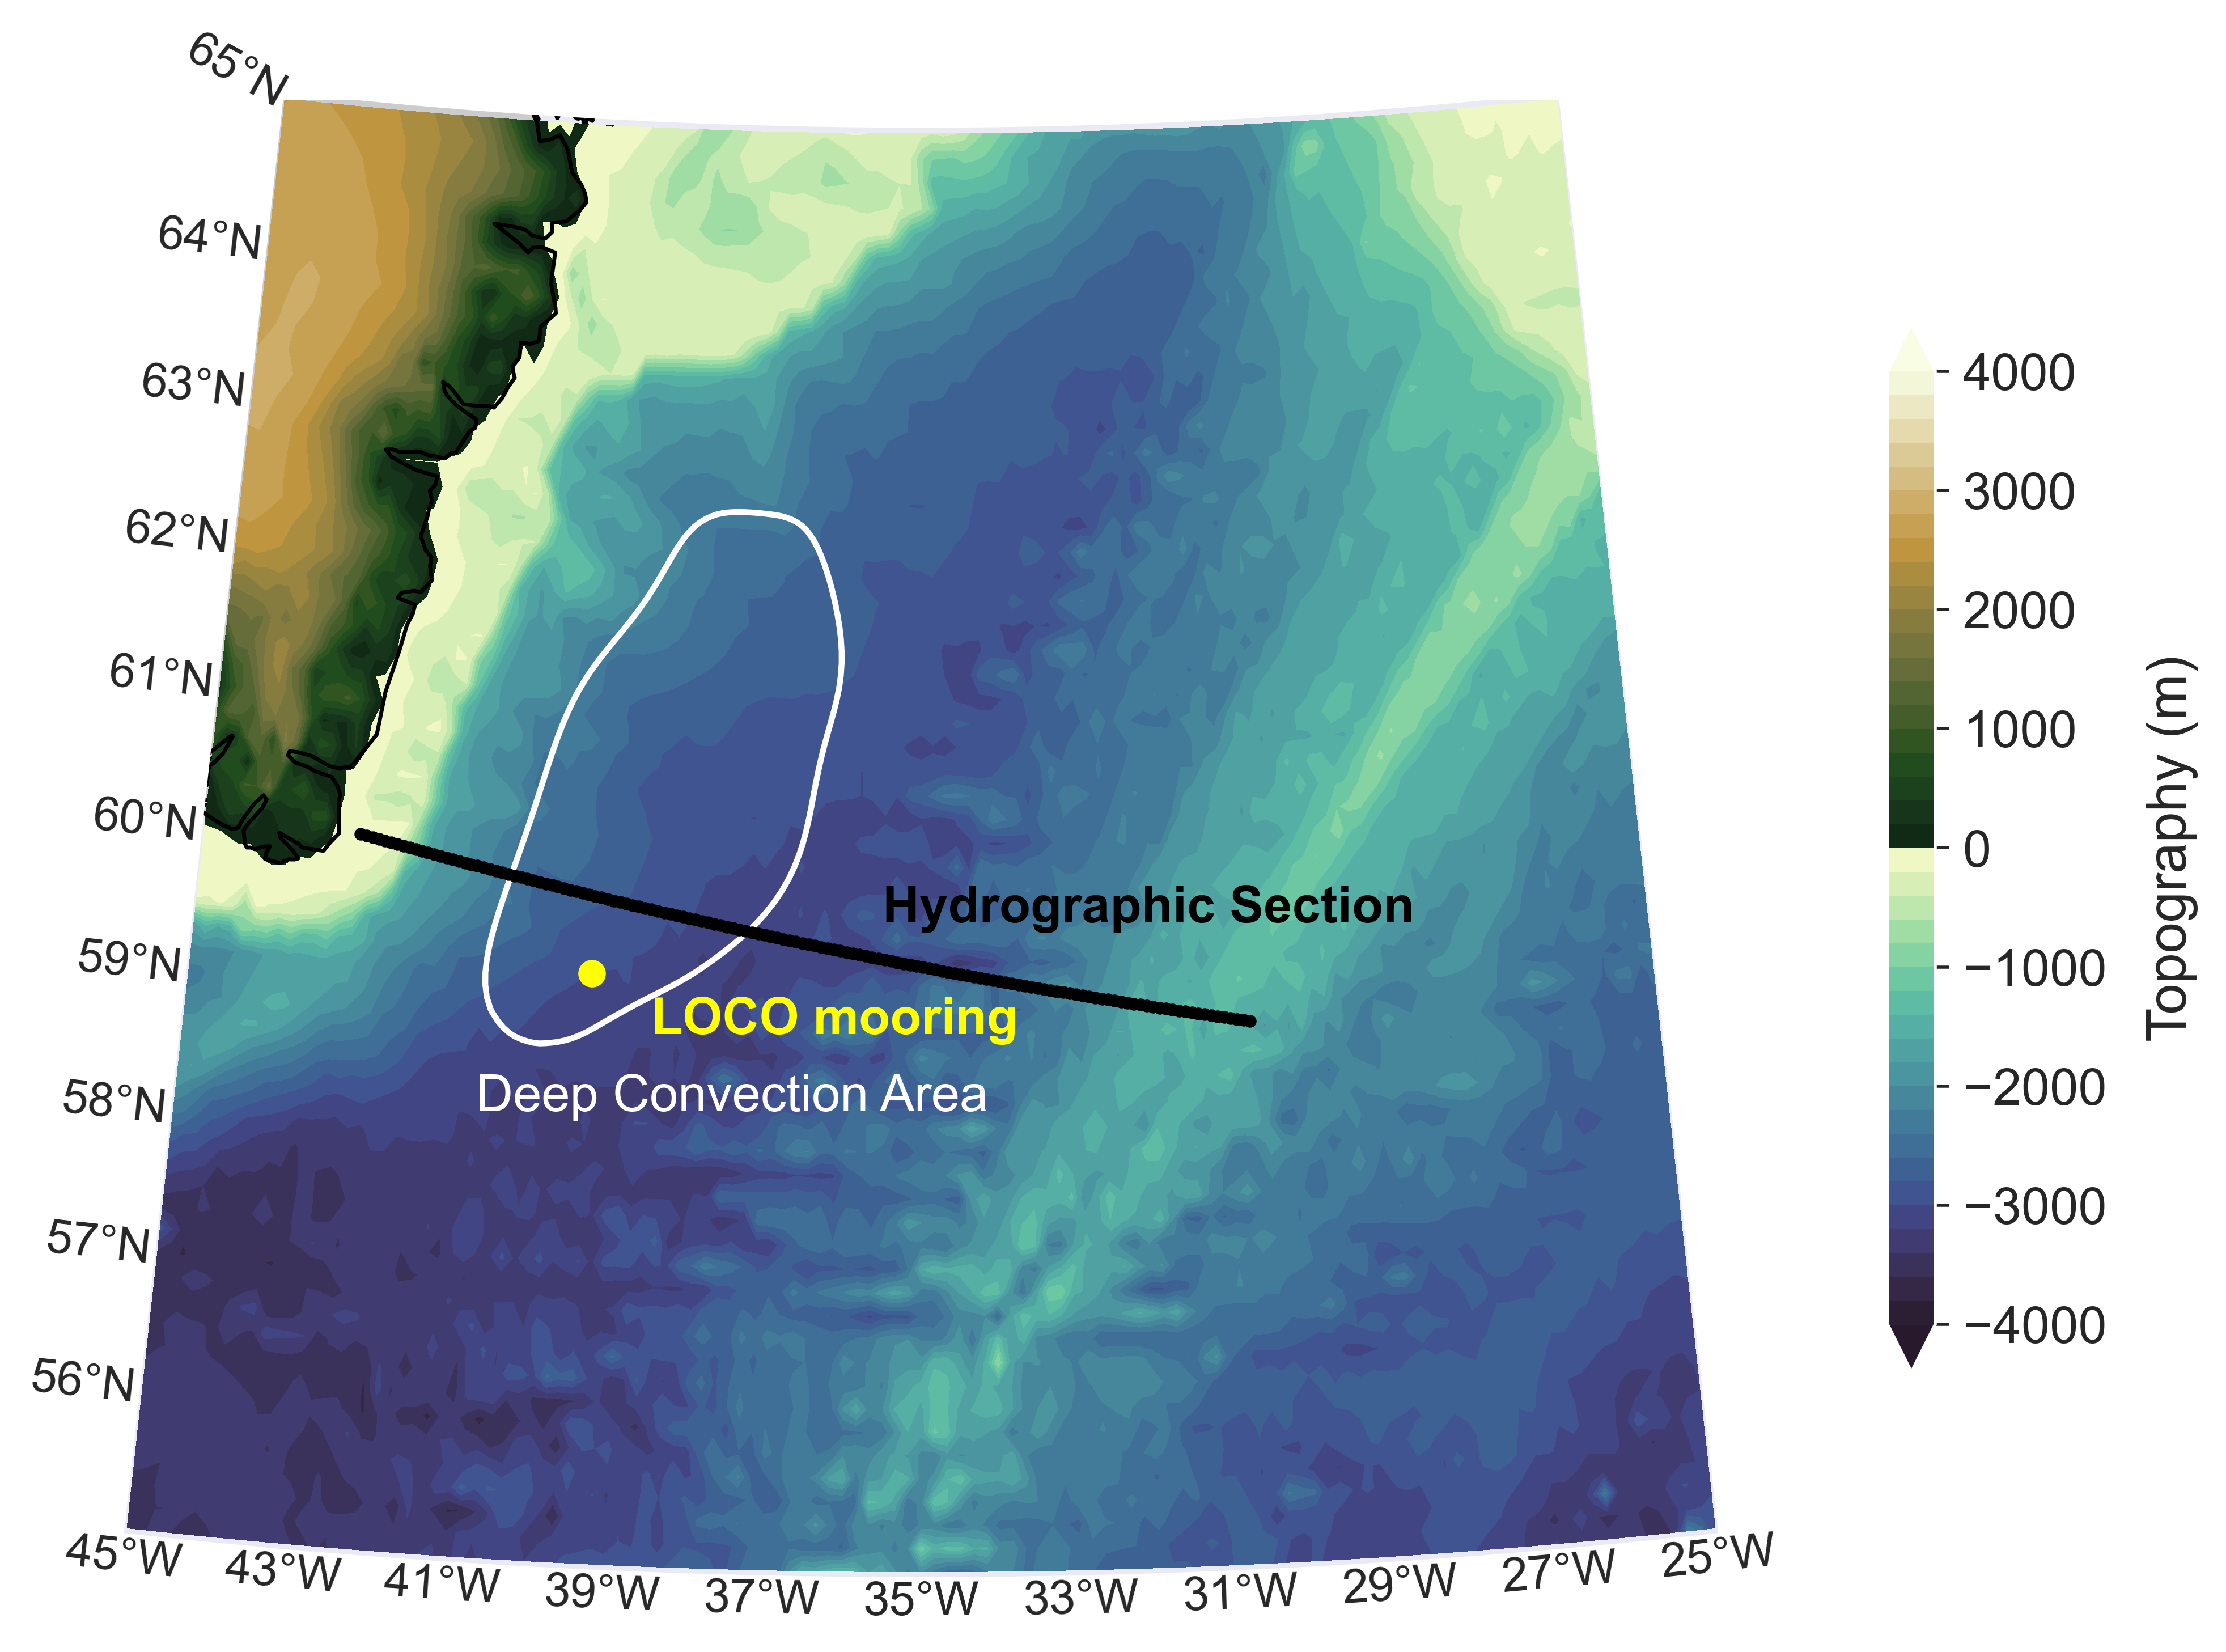 65°N
64°N
63°N
62°N
61°N
60°N
59°N
58°N
57°N
56°N
45°W
43°W
41°W
39°W
37°W
35°W
33°W
31°W
29°W
27°W
25°W
Hydrographic Section
LOCO mooring
Deep Convection Area
4000
3000
2000
1000
0
−1000
−2000
−3000
−4000
Topography (m)